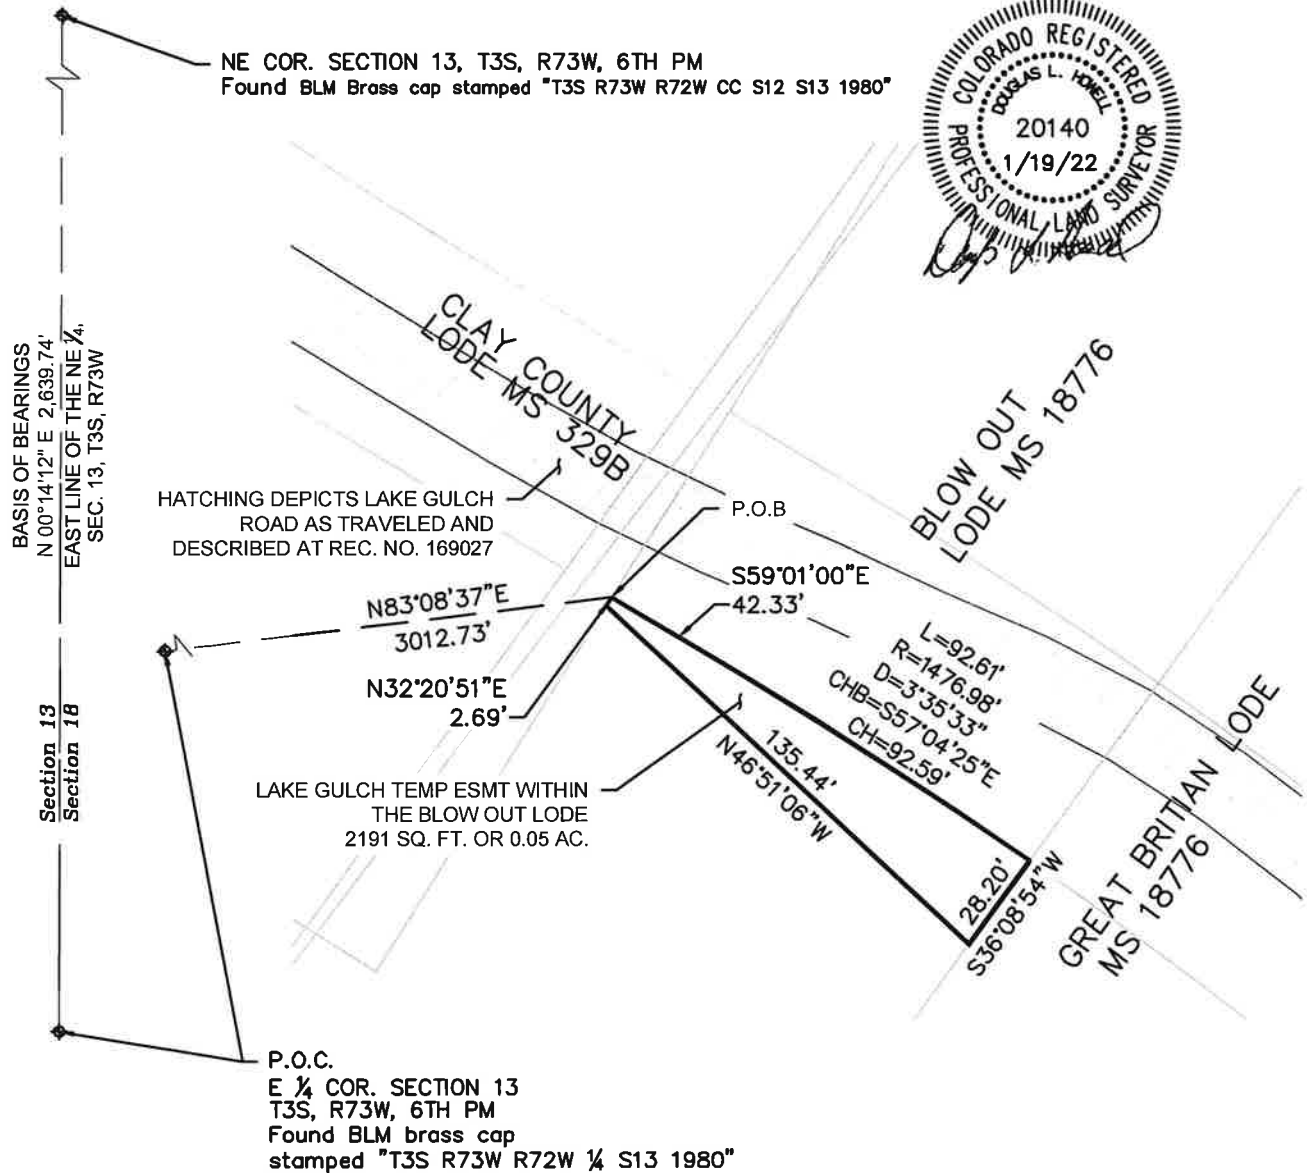 NE COR. SECTION 13, T3S, R73W, 6TH PM
Found BLM Brass cap stamped "T3S R73W R72W CC S12 S13 1980"
COLORADO REGISTERED
DOUGLAS L. HOWELL
20140
1/19/22
PROFESSIONAL LAND SURVEYOR
BASIS OF BEARINGS
N 00°14'12" E 2,639.74'
EAST LINE OF THE NE ¼,
SEC. 13, T3S, R73W
CLAY COUNTY
LODE MS 329B
BLOW OUT
LODE MS 18776
HATCHING DEPICTS LAKE GULCH
ROAD AS TRAVELED AND
DESCRIBED AT REC. NO. 169027
P.O.B
S59°01'00"E
42.33'
N83°08'37"E
3012.73'
N32°20'51"E
2.69'
L=92.61'
R=1476.98'
D=3°35'33"
CHB=S57°04'25"E
CH=92.59'
135.44'
N46°51'06"W
Section 13
Section 18
LAKE GULCH TEMP ESMT WITHIN
THE BLOW OUT LODE
2191 SQ. FT. OR 0.05 AC.
28.20'
S36°08'54"W
GREAT BRITIAN LODE
MS 18776
P.O.C.
E ¼ COR. SECTION 13
T3S, R73W, 6TH PM
Found BLM brass cap
stamped "T3S R73W R72W ¼ S13 1980"